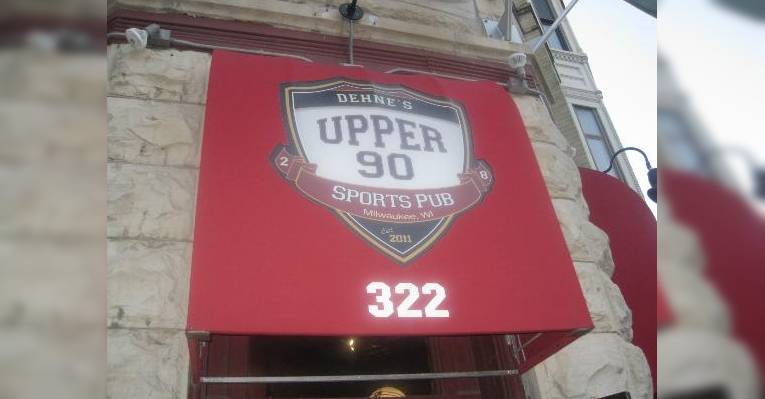 DEHNE'S
UPPER
90
2 8
SPORTS PUB
Milwaukee, WI
Est.
2011
322